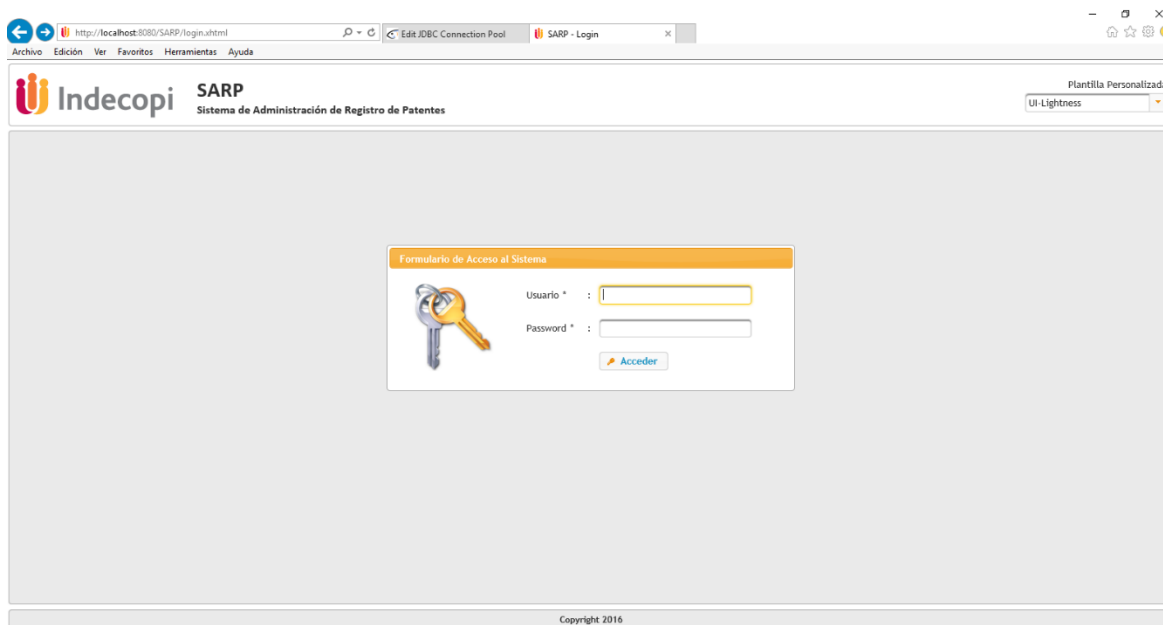 http://localhost:8080/SARP/login.xhtml
Edit JDBC Connection Pool
SARP - Login
Archivo Edición Ver Favoritos Herramientas Ayuda
Indecopi
SARP
Sistema de Administración de Registro de Patentes
Plantilla Personalizada
UI-Lightness
Formulario de Acceso al Sistema
Usuario * :
Password * :
Acceder
Copyright 2016